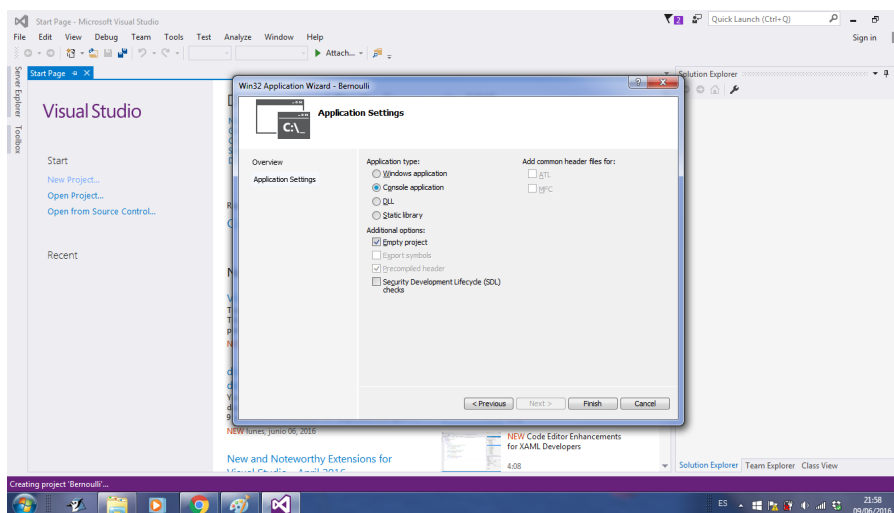 Start Page - Microsoft Visual Studio
2
Quick Launch (Ctrl+Q)
File Edit View Debug Team Tools Test Analyze Window Help
Sign in
Attach...
Server Explorer
Toolbox
Start Page
Solution Explorer
Visual Studio
Start
New Project...
Open Project...
Open from Source Control...
Recent
Win32 Application Wizard - Bernoulli
C:\_
Application Settings
Overview
Application Settings
Application type:
Windows application
Console application
DLL
Static library
Additional options:
Empty project
Export symbols
Precompiled header
Security Development Lifecycle (SDL)
checks
Add common header files for:
ATL
MFC
< Previous
Next >
Finish
Cancel
NEW lunes, junio 06, 2016
New and Noteworthy Extensions for
Visual Studio - April 2016
NEW Code Editor Enhancements
for XAML Developers
4:08
Solution Explorer Team Explorer Class View
Creating project 'Bernoulli'...
ES
21:58
09/06/2016